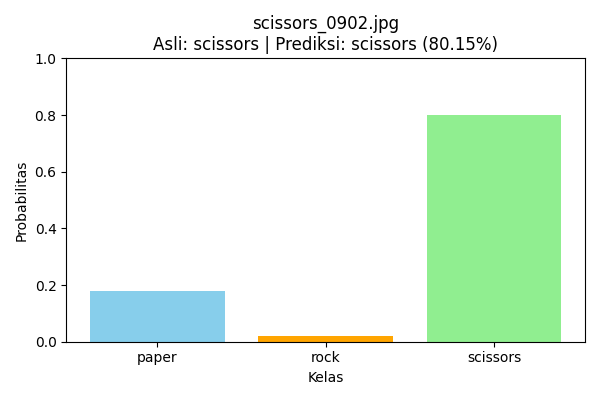 scissors_0902.jpg
Asli: scissors | Prediksi: scissors (80.15%)
1.0
0.8
0.6
0.4
0.2
0.0
Probabilitas
paper rock scissors
Kelas